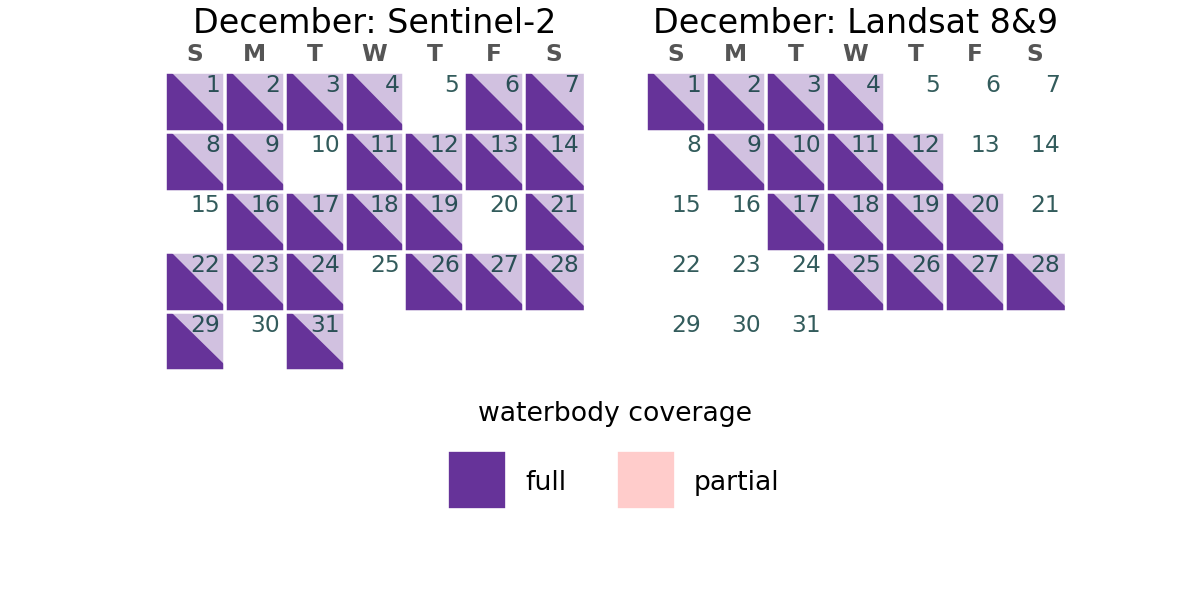 December: Sentinel-2
S M T W T F S
1 2 3 4 5 6 7
8 9 10 11 12 13 14
15 16 17 18 19 20 21
22 23 24 25 26 27 28
29 30 31
December: Landsat 8&9
S M T W T F S
1 2 3 4 5 6 7
8 9 10 11 12 13 14
15 16 17 18 19 20 21
22 23 24 25 26 27 28
29 30 31
waterbody coverage
full partial